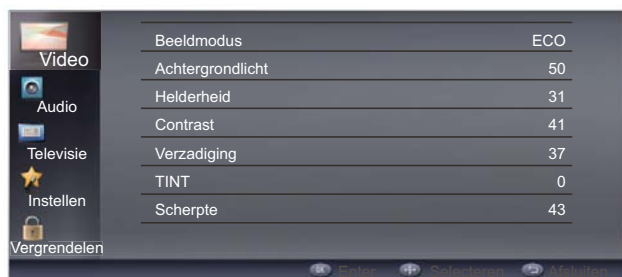 Video
Audio
Televisie
Instellen
Vergrendelen
Beeldmodus ECO
Achtergrondlicht 50
Helderheid 31
Contrast 41
Verzadiging 37
TINT 0
Scherpte 43
OK Enter Selecteren Afsluiten